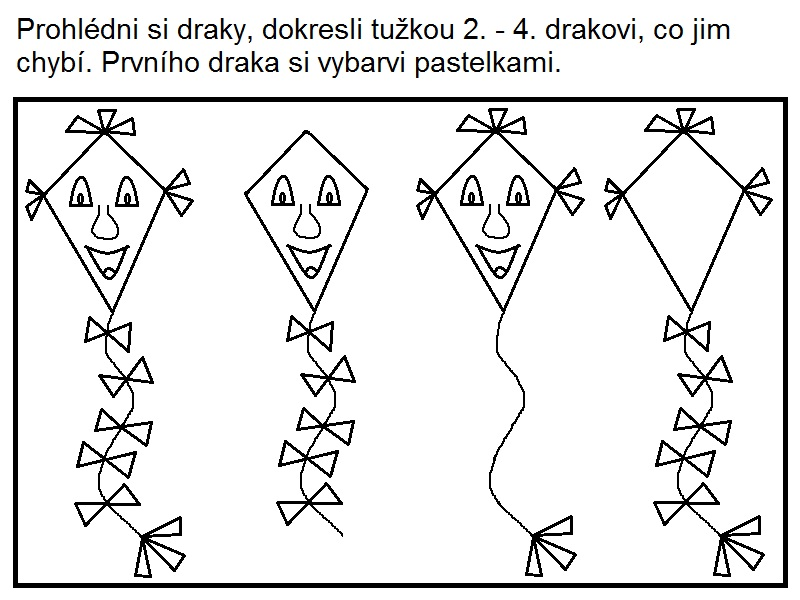 Prohlédni si draky, dokresli tužkou 2. - 4. drakovi, co jim
chybí. Prvního draka si vybarvi pastelkami.